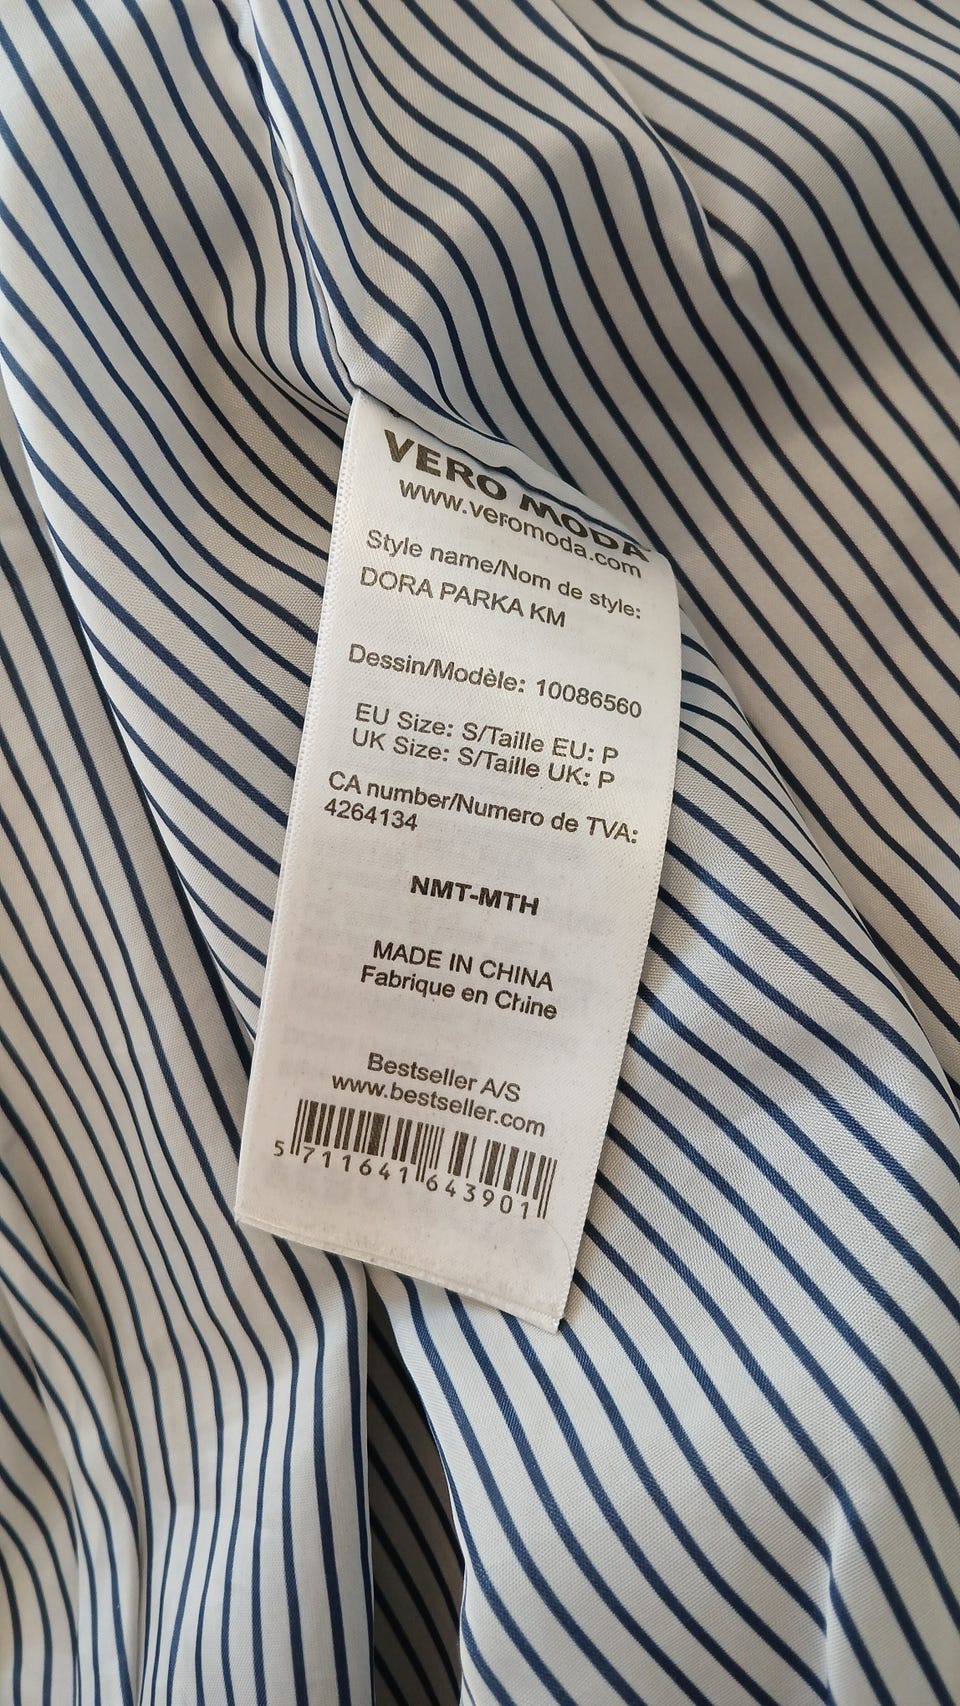 VERO MODA
www.veromoda.com
Style name/Nom de style:
DORA PARKA KM
Dessin/Modèle: 10086560
EU Size: S/Taille EU: P
UK Size: S/Taille UK: P
CA number/Numero de TVA:
4264134
NMT-MTH
MADE IN CHINA
Fabrique en Chine
Bestseller A/S
www.bestseller.com
5 711641 643901